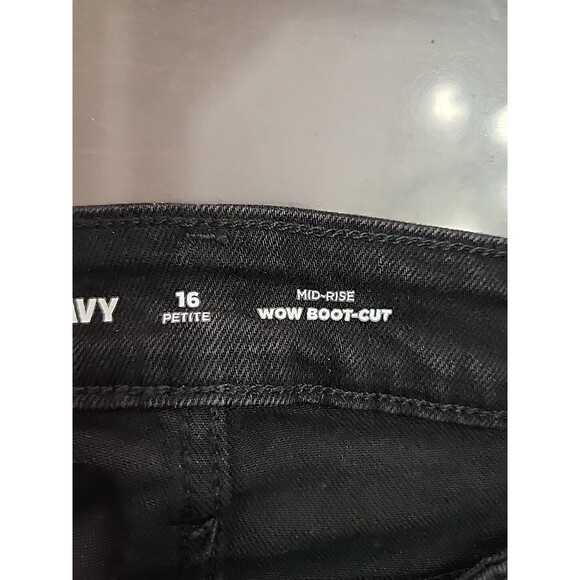 AVY
16
PETITE
MID-RISE
WOW BOOT-CUT